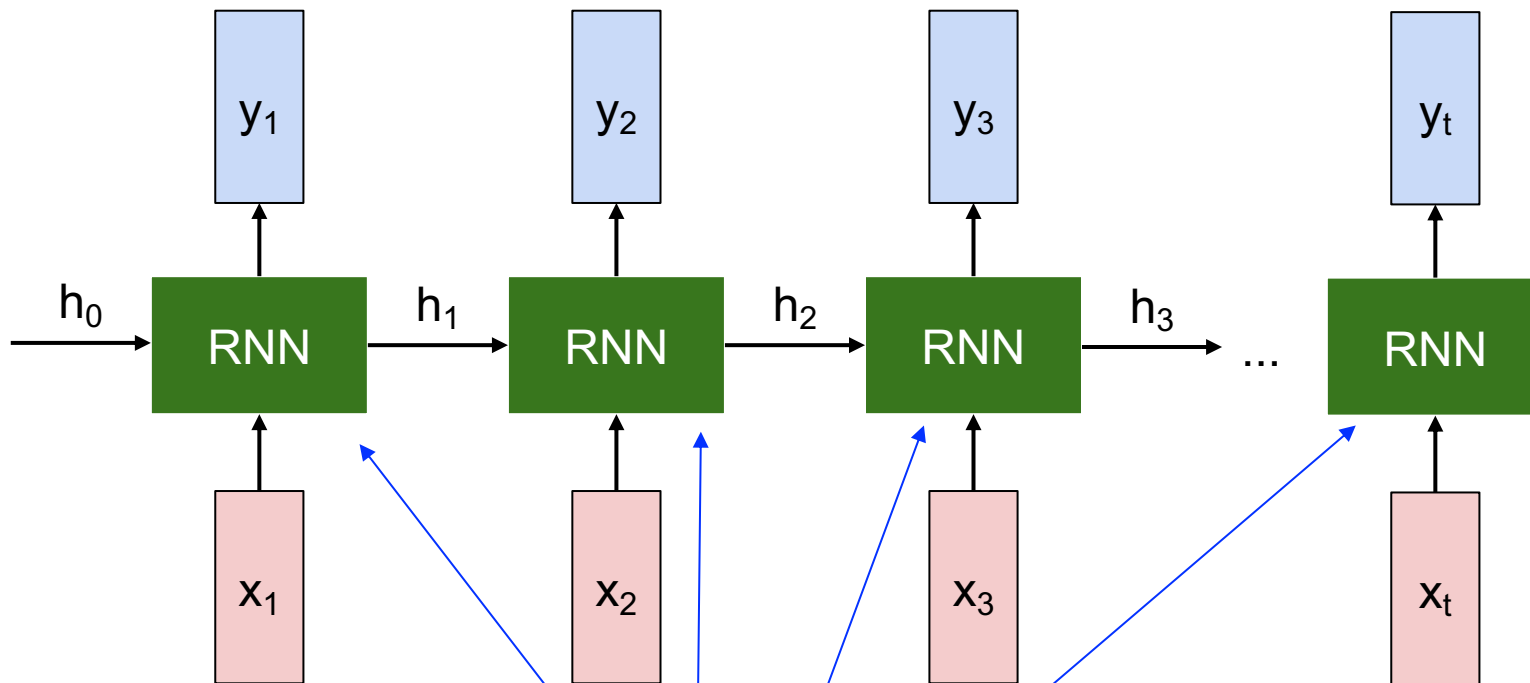 y₁ y₂ y₃ yₜ
h₀ h₁ h₂ h₃
RNN RNN RNN ... RNN
x₁ x₂ x₃ xₜ